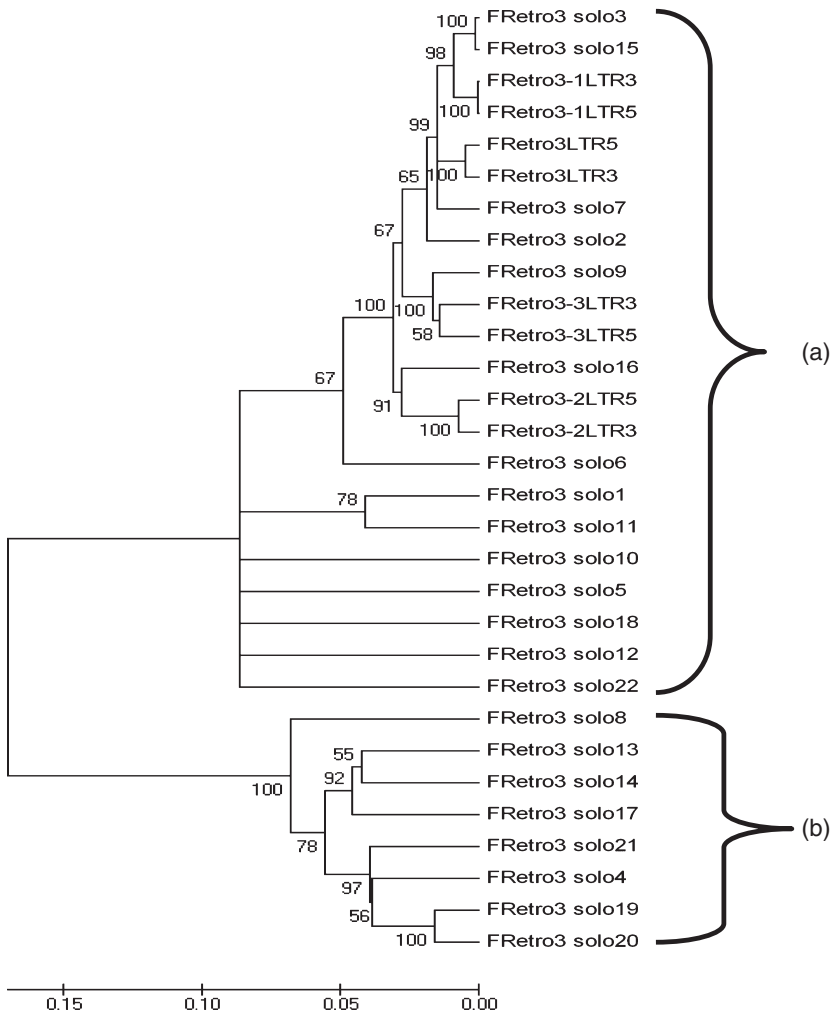 100 FRetro3 solo3
FRetro3 solo15
98
FRetro3-1LTR3
100 FRetro3-1LTR5
99
FRetro3LTR5
65 100 FRetro3LTR3
FRetro3 solo7
67 FRetro3 solo2
FRetro3 solo9
100 100 FRetro3-3LTR3
58 FRetro3-3LTR5
(a)
FRetro3 solo16
67
91 FRetro3-2LTR5
100 FRetro3-2LTR3
FRetro3 solo6
78 FRetro3 solo1
FRetro3 solo11
FRetro3 solo10
FRetro3 solo5
FRetro3 solo18
FRetro3 solo12
FRetro3 solo22
FRetro3 solo8
55 FRetro3 solo13
92 FRetro3 solo14
100
FRetro3 solo17
(b)
78 FRetro3 solo21
97 FRetro3 solo4
56 FRetro3 solo19
100 FRetro3 solo20
0.15 0.10 0.05 0.00